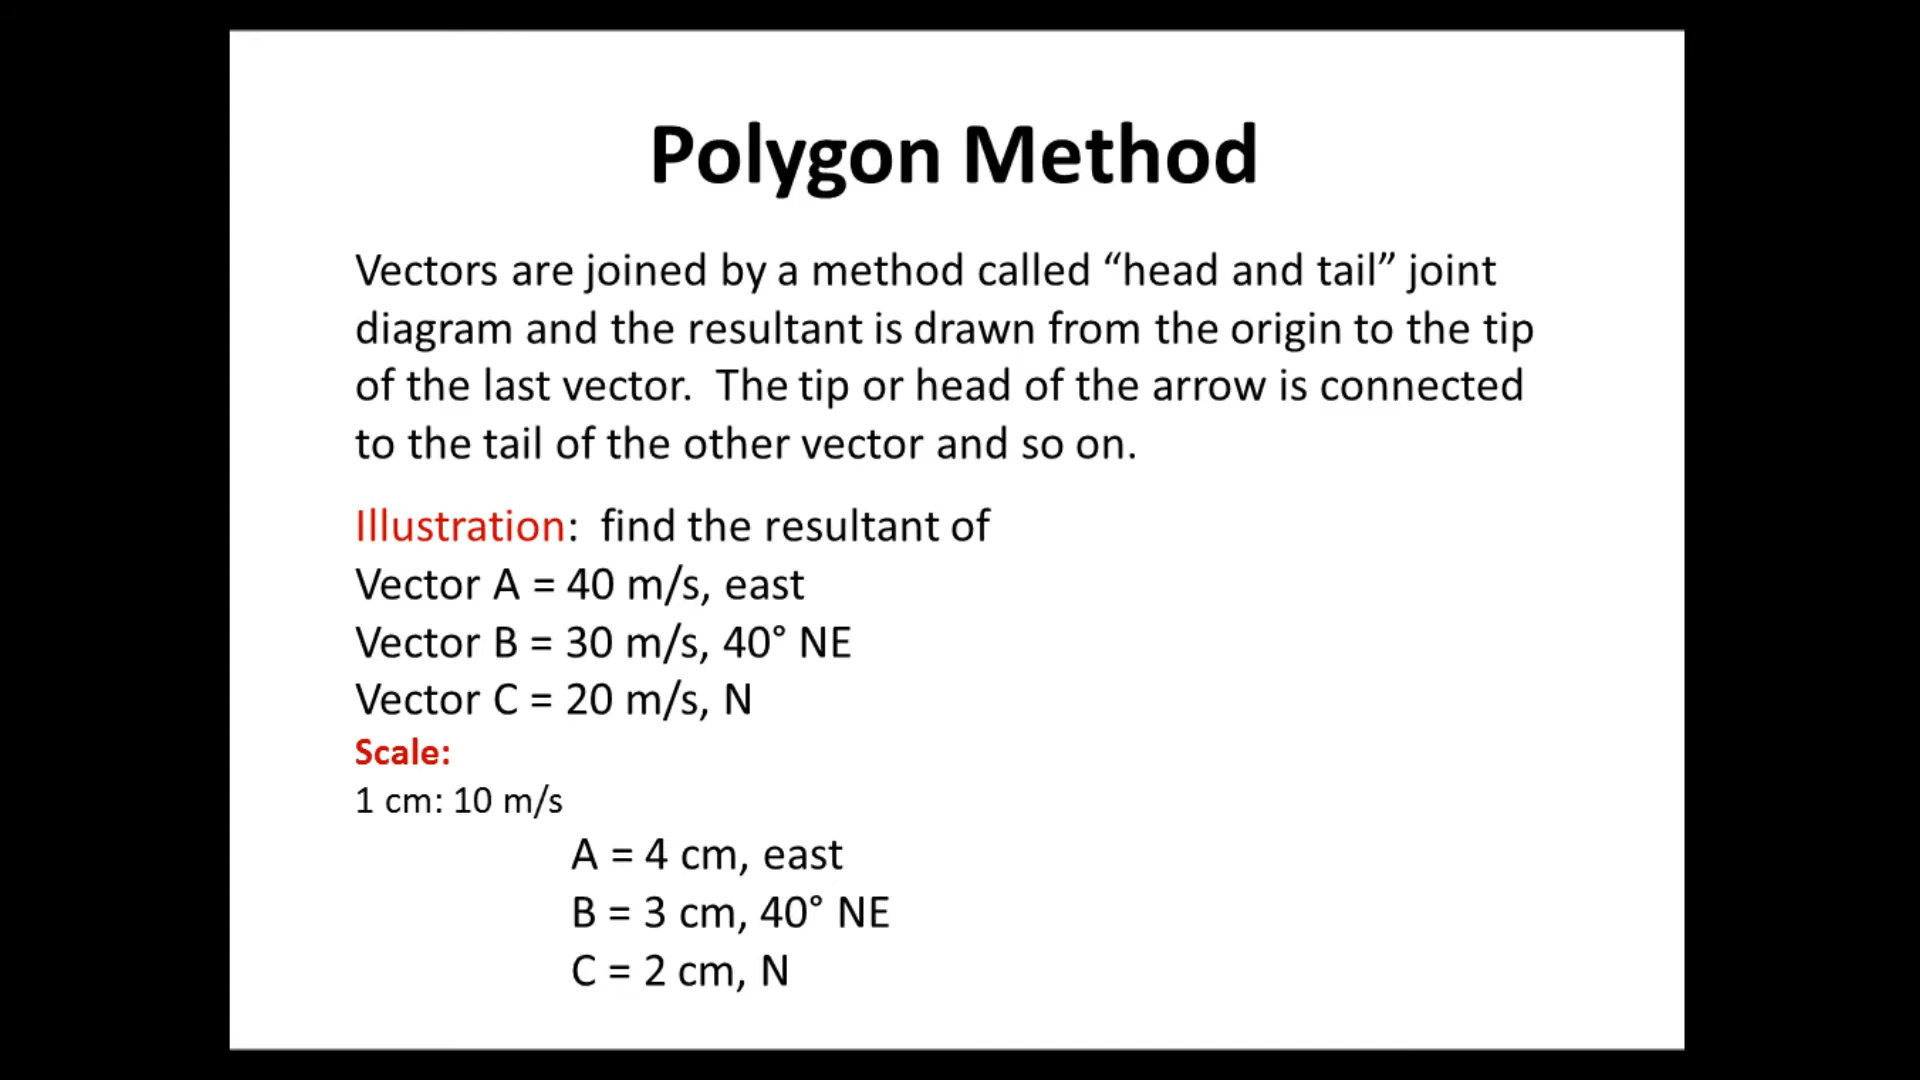 Polygon Method
Vectors are joined by a method called “head and tail” joint
diagram and the resultant is drawn from the origin to the tip
of the last vector.  The tip or head of the arrow is connected
to the tail of the other vector and so on.
Illustration:  find the resultant of
Vector A = 40 m/s, east
Vector B = 30 m/s, 40° NE
Vector C = 20 m/s, N
Scale:
1 cm: 10 m/s
A = 4 cm, east
B = 3 cm, 40° NE
C = 2 cm, N